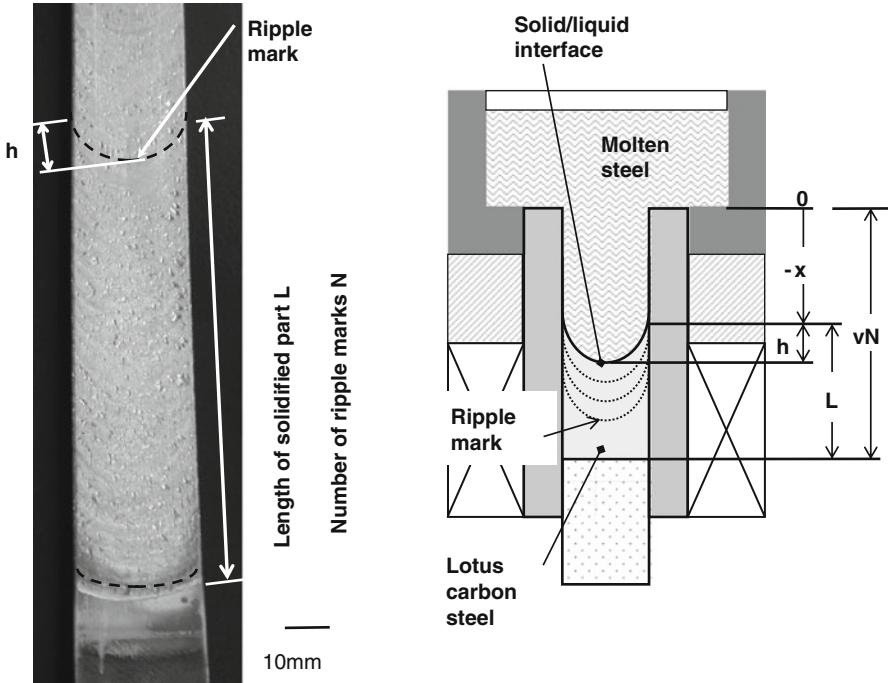 Ripple
mark
h
Length of solidified part L
Number of ripple marks N
10mm
Solid/liquid
interface
Molten
steel
0
-x
h
vN
L
Ripple
mark
Lotus
carbon
steel